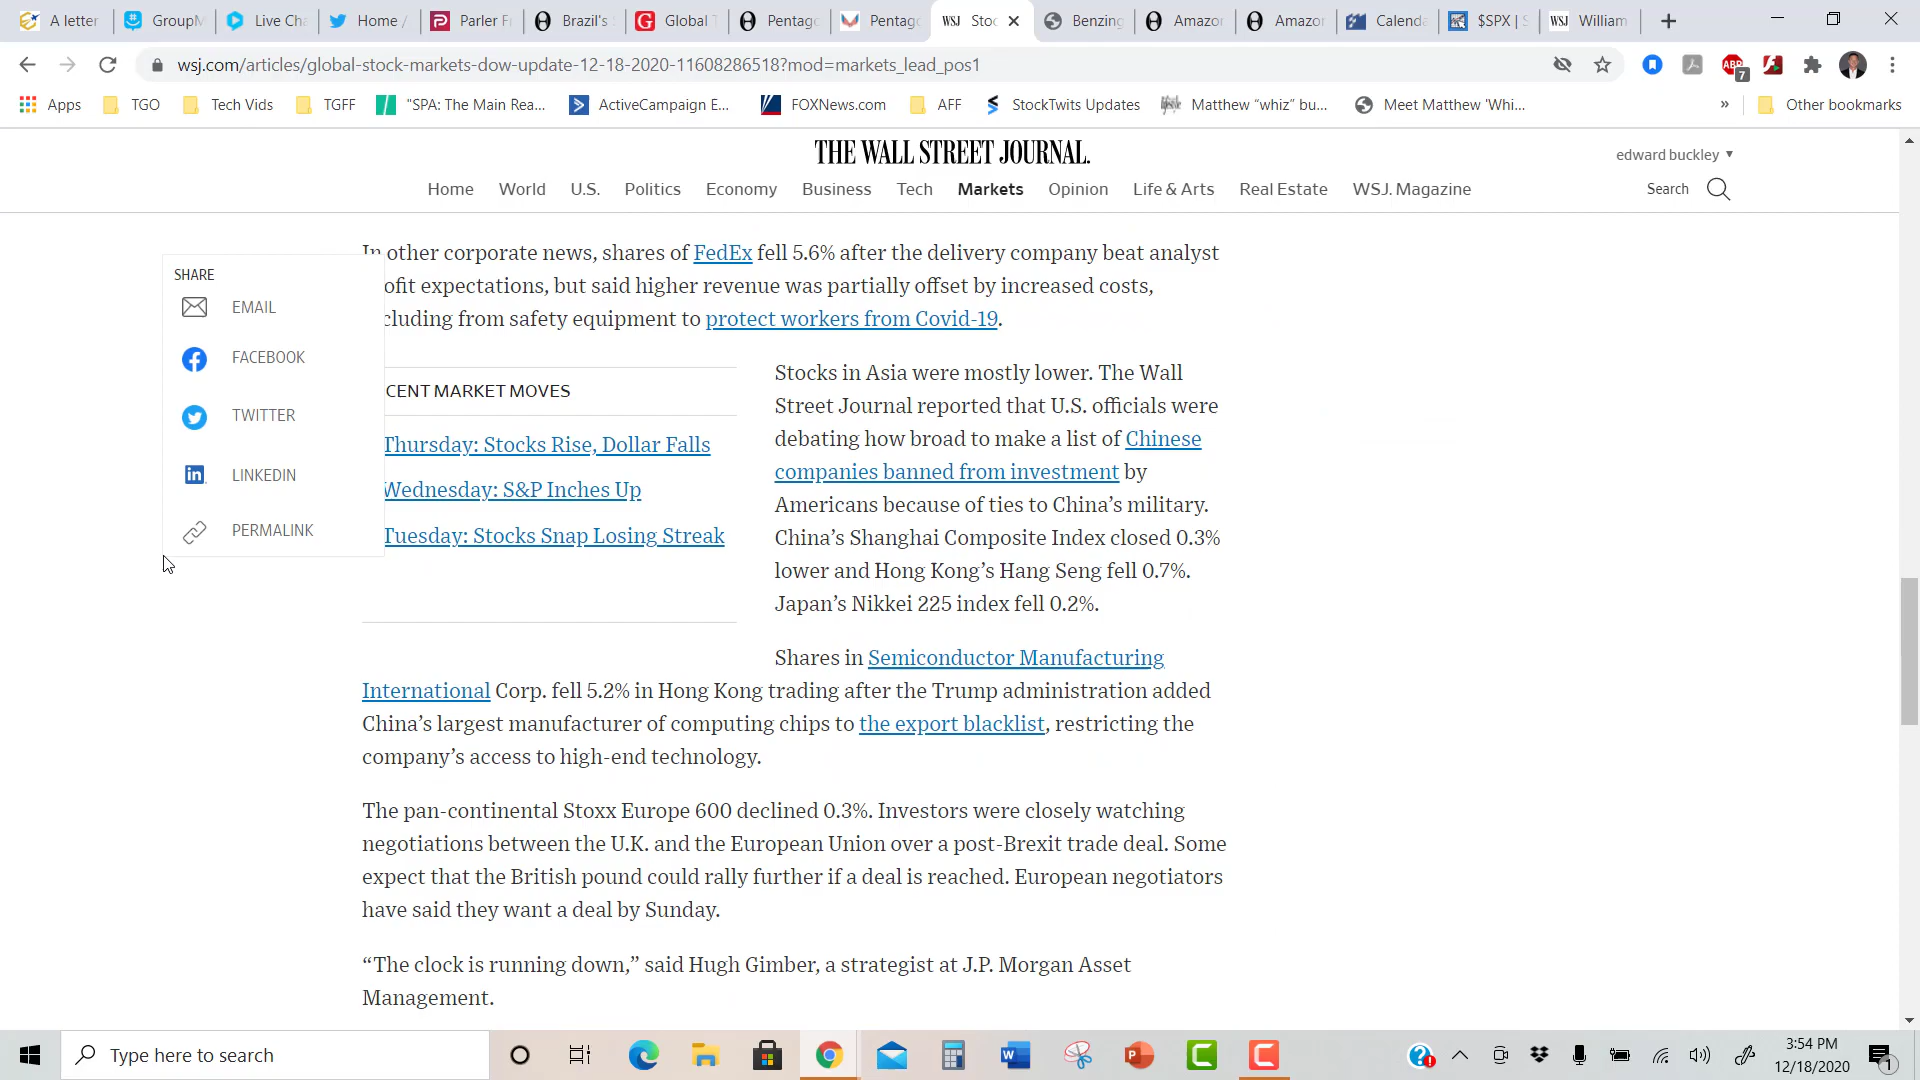 A letter
GroupM
Live Cha
Home /
Parler F
Brazil's
Global T
Pentago
Pentago
WSJ Stoc
Benzing
Amazo
Amazo
Calenda
$SPX | S
WSJ William
wsj.com/articles/global-stock-markets-dow-update-12-18-2020-11608286518?mod=markets_lead_pos1
ABP 7
Apps TGO Tech Vids TGFF "SPA: The Main Rea... ActiveCampaign E... FOXNews.com AFF StockTwits Updates Matthew “whiz” bu... Meet Matthew 'Whi... » Other bookmarks
THE WALL STREET JOURNAL.
edward buckley
Home World U.S. Politics Economy Business Tech Markets Opinion Life & Arts Real Estate WSJ. Magazine Search
In other corporate news, shares of FedEx fell 5.6% after the delivery company beat analyst
ofit expectations, but said higher revenue was partially offset by increased costs,
cluding from safety equipment to protect workers from Covid-19.
SHARE
EMAIL
FACEBOOK
TWITTER
LINKEDIN
PERMALINK
CENT MARKET MOVES
Thursday: Stocks Rise, Dollar Falls
Wednesday: S&P Inches Up
Tuesday: Stocks Snap Losing Streak
Stocks in Asia were mostly lower. The Wall
Street Journal reported that U.S. officials were
debating how broad to make a list of Chinese
companies banned from investment by
Americans because of ties to China’s military.
China’s Shanghai Composite Index closed 0.3%
lower and Hong Kong’s Hang Seng fell 0.7%.
Japan’s Nikkei 225 index fell 0.2%.
Shares in Semiconductor Manufacturing
International Corp. fell 5.2% in Hong Kong trading after the Trump administration added
China’s largest manufacturer of computing chips to the export blacklist, restricting the
company’s access to high-end technology.
The pan-continental Stoxx Europe 600 declined 0.3%. Investors were closely watching
negotiations between the U.K. and the European Union over a post-Brexit trade deal. Some
expect that the British pound could rally further if a deal is reached. European negotiators
have said they want a deal by Sunday.
“The clock is running down,” said Hugh Gimber, a strategist at J.P. Morgan Asset
Management.
Type here to search
3:54 PM
12/18/2020
1